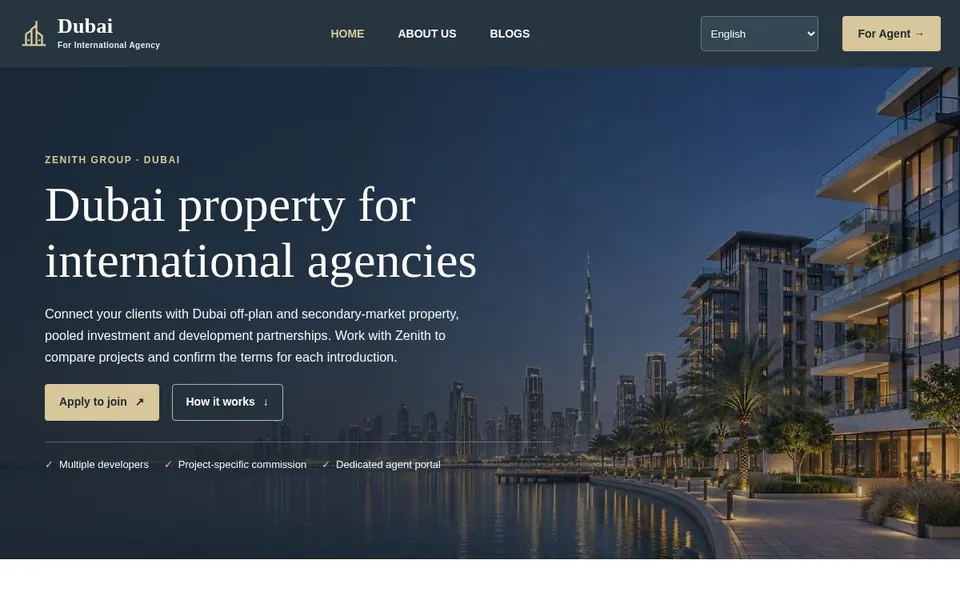 Dubai
For International Agency
HOME
ABOUT US
BLOGS
English
For Agent →
ZENITH GROUP · DUBAI
Dubai property for
international agencies
Connect your clients with Dubai off-plan and secondary-market property,
pooled investment and development partnerships. Work with Zenith to
compare projects and confirm the terms for each introduction.
Apply to join ↗
How it works ↓
✓ Multiple developers
✓ Project-specific commission
✓ Dedicated agent portal